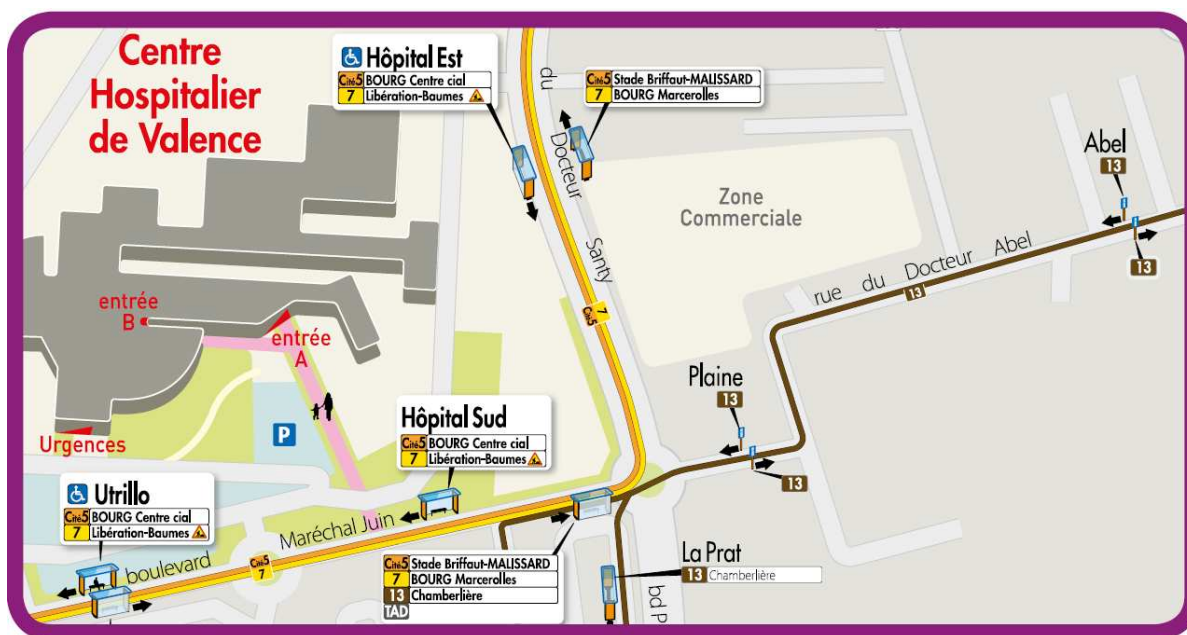 Centre
Hospitalier
de Valence
Hôpital Est
Cité5 BOURG Centre cial
7 Libération-Baumes
Cité5 Stade Briffaut-MALISSARD
7 BOURG Marcerolles
du Docteur Santy
Zone
Commerciale
Abel
13
13
rue du Docteur Abel
13
7
Cité5
entrée
B
entrée
A
Urgences
P
Plaine
13
13
Hôpital Sud
Cité5 BOURG Centre cial
7 Libération-Baumes
Utrillo
Cité5 BOURG Centre cial
7 Libération-Baumes
boulevard Maréchal Juin
Cité5
7
Cité5 Stade Briffaut-MALISSARD
7 BOURG Marcerolles
13 Chamberlière
TAD
La Prat
13 Chamberlière
bd P